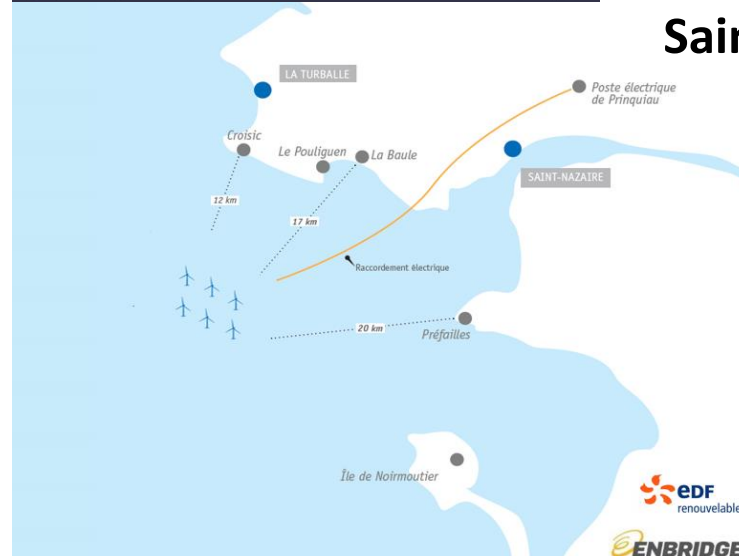 Sain
LA TURBALLE
Poste électrique
de Prinquiau
Croisic
Le Pouliguen
La Baule
SAINT-NAZAIRE
12 km
17 km
Raccordement électrique
20 km
Préfailles
Île de Noirmoutier
eDF
renouvelable
ENBRIDGE